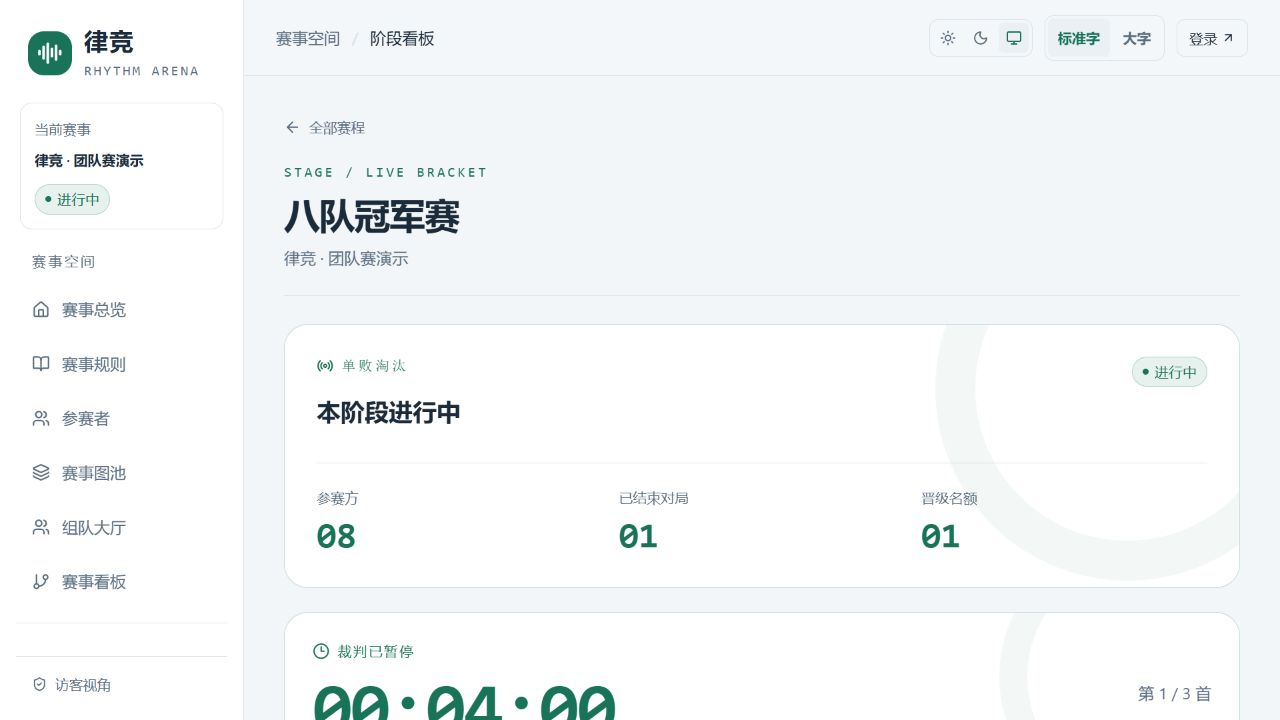 律竞
RHYTHM ARENA
当前赛事
律竞 · 团队赛演示
进行中
赛事空间
赛事总览
赛事规则
参赛者
赛事图池
组队大厅
赛事看板
访客视角
赛事空间 / 阶段看板
标准字
大字
登录
全部赛程
STAGE / LIVE BRACKET
八队冠军赛
律竞 · 团队赛演示
单败淘汰
进行中
本阶段进行中
参赛方
已结束对局
晋级名额
08
01
01
裁判已暂停
00:04:00
第 1 / 3 首